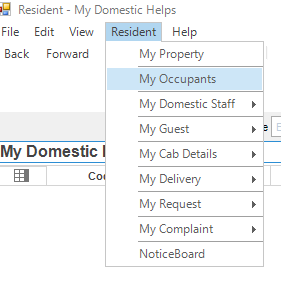 Resident - My Domestic Helps
File Edit View Resident Help
Back Forward
My Property
My Occupants
My Domestic Staff
My Guest
My Cab Details
My Delivery
My Request
My Complaint
NoticeBoard
My Domestic